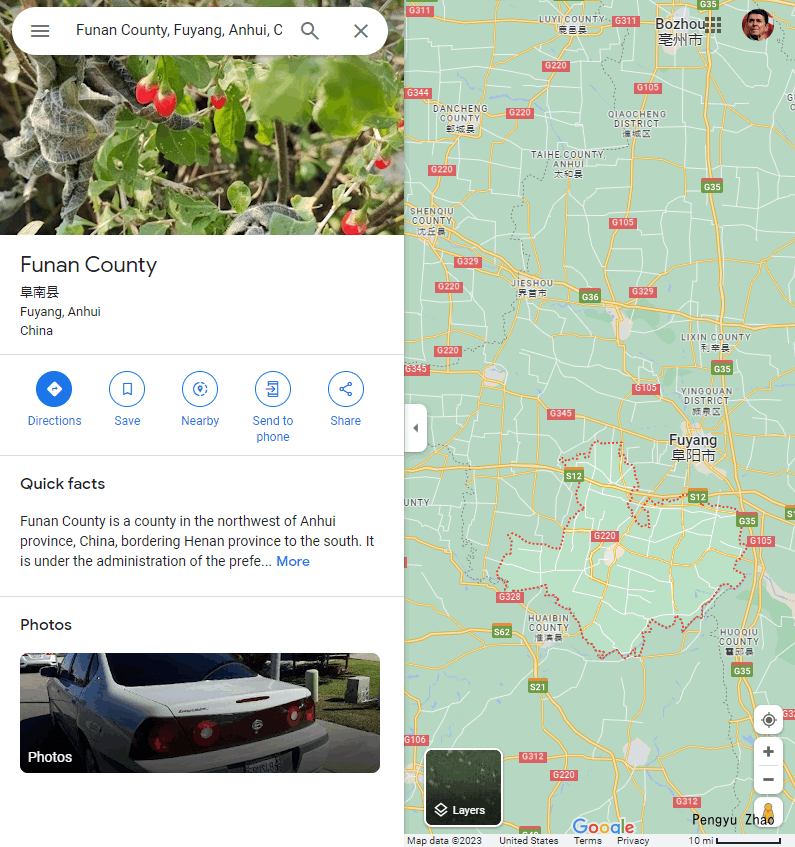 Funan County, Fuyang, Anhui, C
Funan County
阜南县
Fuyang, Anhui
China
Directions
Save
Nearby
Send to
phone
Share
Quick facts
Funan County is a county in the northwest of Anhui
province, China, bordering Henan province to the south. It
is under the administration of the prefe... More
Photos
Photos
G35
G311
LUYI COUNTY
鹿邑县
G311
Bozhou
亳州市
G220
G105
G344
DANCHENG
COUNTY
郸城县
G220
QIAOCHENG
DISTRICT
谯城区
TAIHE COUNTY,
ANHUI
太和县
G220
G35
SHENQIU
COUNTY
沈丘县
G105
G329
JIESHOU
界首市
G220
G36
G329
LIXIN COUNTY
利辛县
G220
G345
G35
G105
YINGQUAN
DISTRICT
颍泉区
G345
Fuyang
阜阳市
S12
S12
UNTY
G35
G220
G105
G328
HUAIBIN
COUNTY
淮滨县
S62
HUOQIU
COUNTY
霍邱县
G35
S21
G106
G312
G220
G312
Layers
Google
Pengyu Zhao
Map data ©2023
United States
Terms
Privacy
10 mi